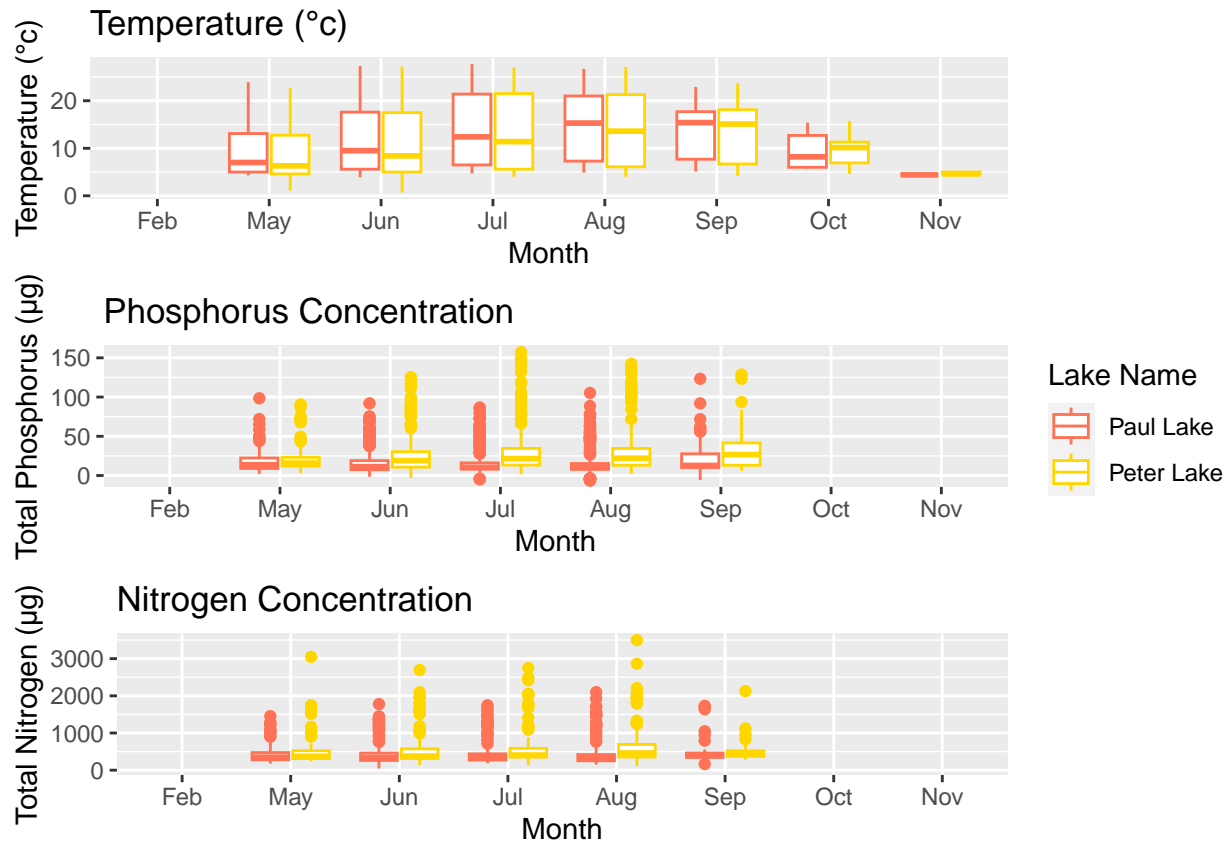 Temperature (°c)
Temperature (°c)
20
10
0
Feb May Jun Jul Aug Sep Oct Nov
Month
Phosphorus Concentration
Total Phosphorus (µg)
150
100
50
0
Feb May Jun Jul Aug Sep Oct Nov
Month
Nitrogen Concentration
Total Nitrogen (µg)
3000
2000
1000
0
Feb May Jun Jul Aug Sep Oct Nov
Month
Lake Name
Paul Lake
Peter Lake